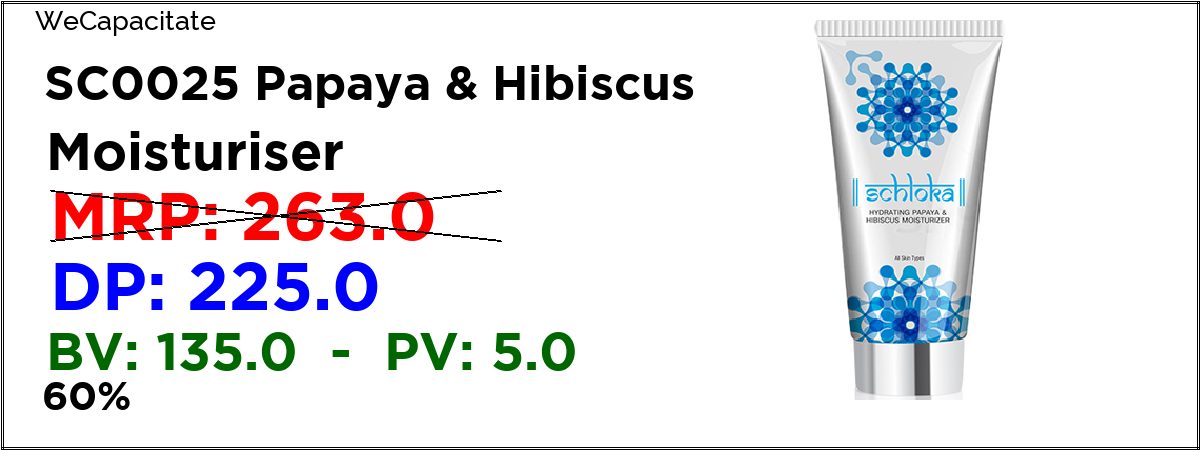 WeCapacitate
SC0025 Papaya & Hibiscus
Moisturiser
MRP: 263.0
DP: 225.0
BV: 135.0 - PV: 5.0
60%
schloka
HYDRATING PAPAYA &
HIBISCUS MOISTURIZER
All Skin Types